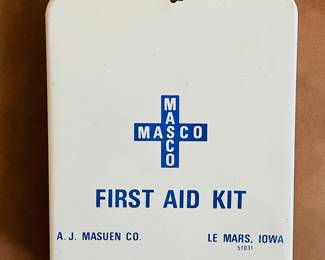 MASCO
MASCO
FIRST AID KIT
A. J. MASUEN CO. LE MARS, IOWA
51031